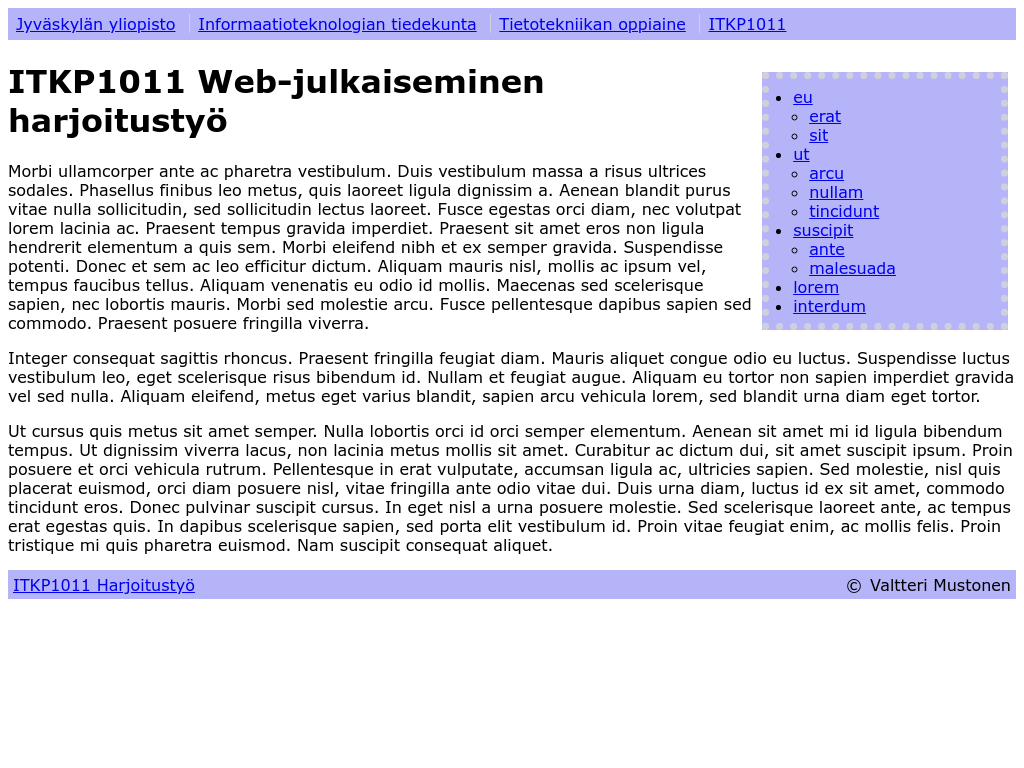 Jyväskylän yliopisto Informaatioteknologian tiedekunta Tietotekniikan oppiaine ITKP1011
ITKP1011 Web-julkaiseminen
harjoitustyö
Morbi ullamcorper ante ac pharetra vestibulum. Duis vestibulum massa a risus ultrices
sodales. Phasellus finibus leo metus, quis laoreet ligula dignissim a. Aenean blandit purus
vitae nulla sollicitudin, sed sollicitudin lectus laoreet. Fusce egestas orci diam, nec volutpat
lorem lacinia ac. Praesent tempus gravida imperdiet. Praesent sit amet eros non ligula
hendrerit elementum a quis sem. Morbi eleifend nibh et ex semper gravida. Suspendisse
potenti. Donec et sem ac leo efficitur dictum. Aliquam mauris nisl, mollis ac ipsum vel,
tempus faucibus tellus. Aliquam venenatis eu odio id mollis. Maecenas sed scelerisque
sapien, nec lobortis mauris. Morbi sed molestie arcu. Fusce pellentesque dapibus sapien sed
commodo. Praesent posuere fringilla viverra.
eu
erat
sit
ut
arcu
nullam
tincidunt
suscipit
ante
malesuada
lorem
interdum
Integer consequat sagittis rhoncus. Praesent fringilla feugiat diam. Mauris aliquet congue odio eu luctus. Suspendisse luctus
vestibulum leo, eget scelerisque risus bibendum id. Nullam et feugiat augue. Aliquam eu tortor non sapien imperdiet gravida
vel sed nulla. Aliquam eleifend, metus eget varius blandit, sapien arcu vehicula lorem, sed blandit urna diam eget tortor.
Ut cursus quis metus sit amet semper. Nulla lobortis orci id orci semper elementum. Aenean sit amet mi id ligula bibendum
tempus. Ut dignissim viverra lacus, non lacinia metus mollis sit amet. Curabitur ac dictum dui, sit amet suscipit ipsum. Proin
posuere et orci vehicula rutrum. Pellentesque in erat vulputate, accumsan ligula ac, ultricies sapien. Sed molestie, nisl quis
placerat euismod, orci diam posuere nisl, vitae fringilla ante odio vitae dui. Duis urna diam, luctus id ex sit amet, commodo
tincidunt eros. Donec pulvinar suscipit cursus. In eget nisl a urna posuere molestie. Sed scelerisque laoreet ante, ac tempus
erat egestas quis. In dapibus scelerisque sapien, sed porta elit vestibulum id. Proin vitae feugiat enim, ac mollis felis. Proin
tristique mi quis pharetra euismod. Nam suscipit consequat aliquet.
ITKP1011 Harjoitustyö © Valtteri Mustonen